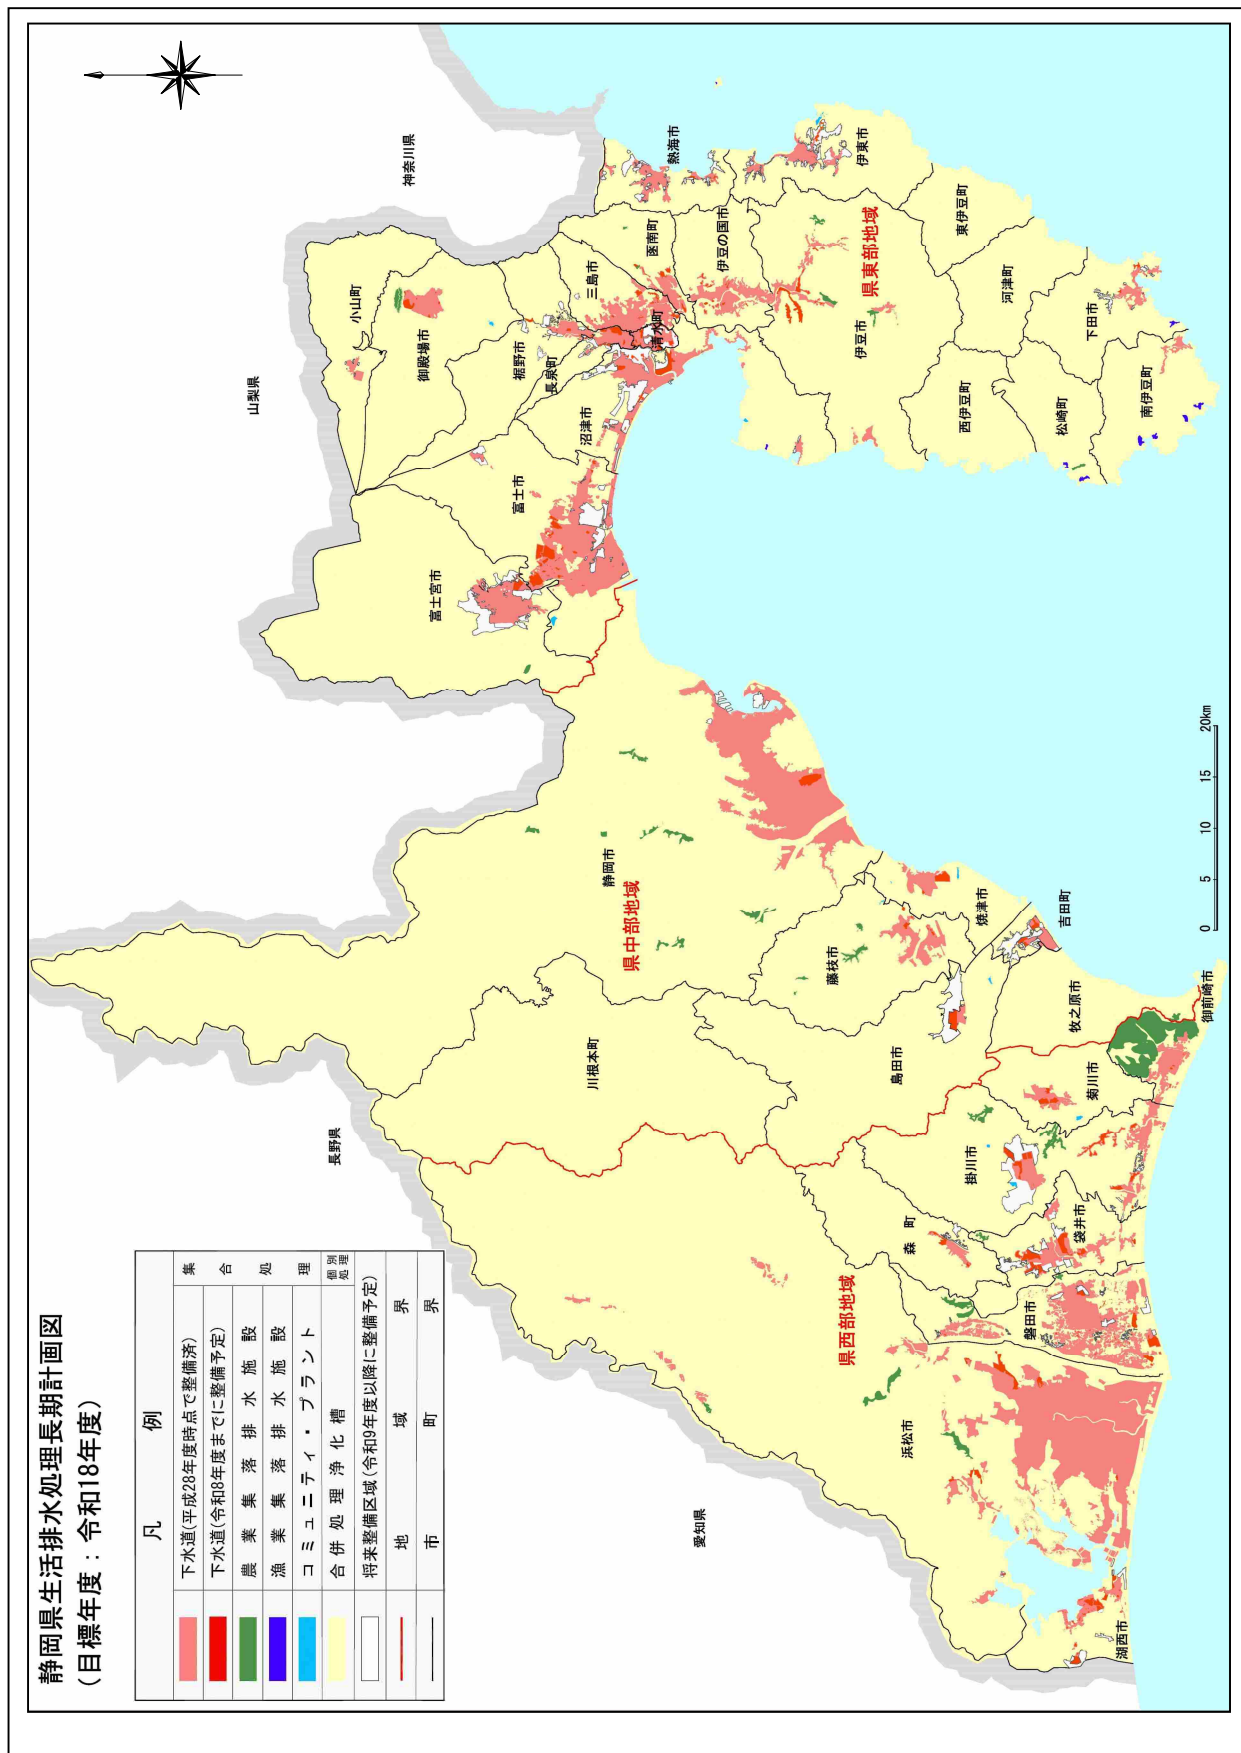 静岡県生活排水処理長期計画図
(目標年度：令和18年度)
凡例
下水道(平成28年度時点で整備済)
下水道(令和8年度までに整備予定)
農業集落排水施設
漁業集落排水施設
コミュニティ・プラント
集合処理
合併処理浄化槽
個別処理
将来整備区域(令和9年度以降に整備予定)
地域界
市町界
山梨県
神奈川県
長野県
愛知県
県東部地域
県中部地域
県西部地域
小山町
御殿場市
裾野市
長泉町
三島市
函南町
熱海市
清水町
沼津市
伊豆の国市
伊東市
伊豆市
東伊豆町
河津町
西伊豆町
松崎町
下田市
南伊豆町
富士市
富士宮市
静岡市
川根本町
藤枝市
焼津市
島田市
吉田町
牧之原市
御前崎市
菊川市
掛川市
森町
袋井市
磐田市
浜松市
湖西市
0 5 10 15 20km